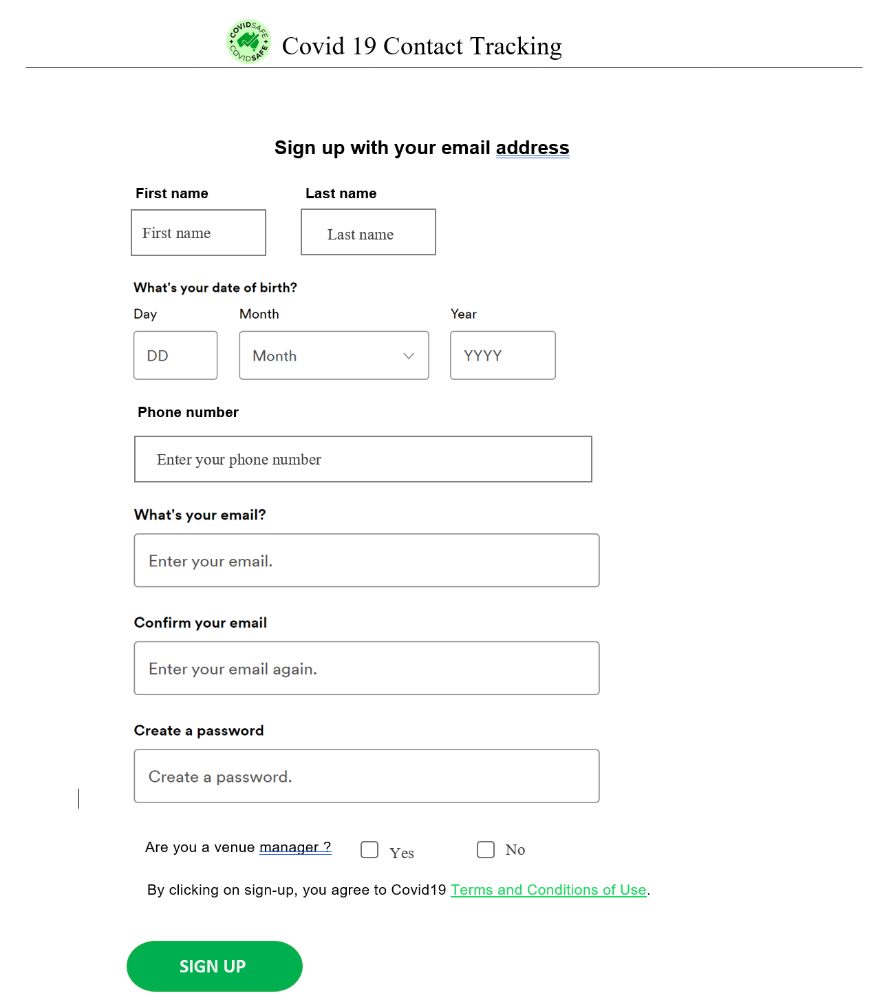 COVIDSAFE COVIDSAFE
Covid 19 Contact Tracking
Sign up with your email address
First name Last name
First name Last name
What's your date of birth?
Day Month Year
DD Month YYYY
Phone number
Enter your phone number
What's your email?
Enter your email.
Confirm your email
Enter your email again.
Create a password
Create a password.
Are you a venue manager ? Yes No
By clicking on sign-up, you agree to Covid19 Terms and Conditions of Use.
SIGN UP